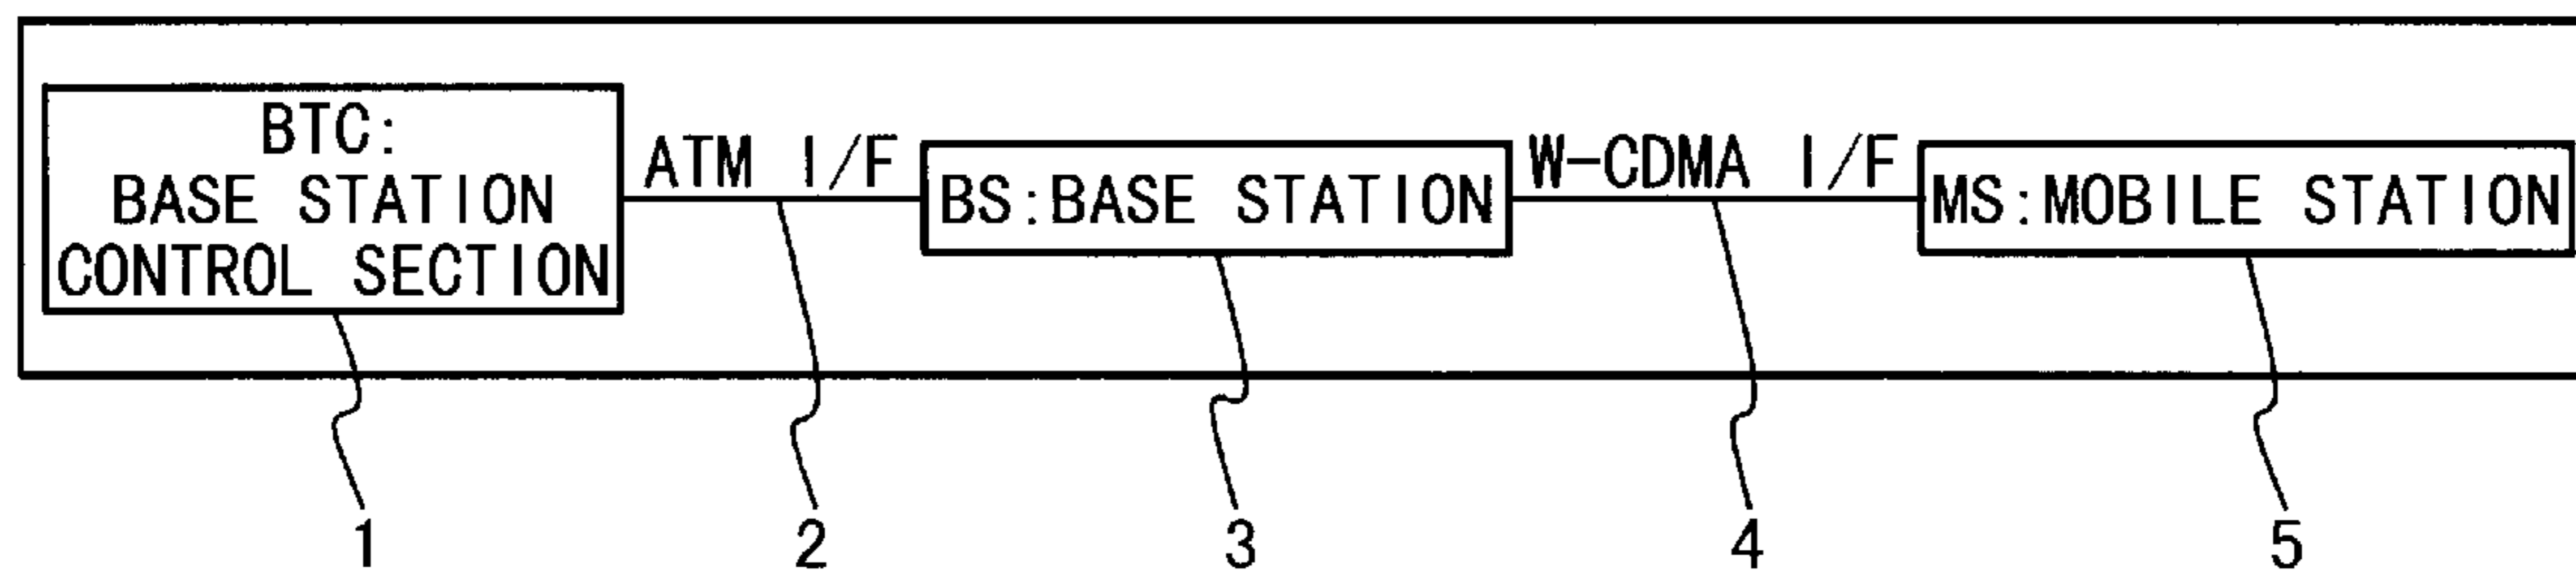 BTC:
BASE STATION
CONTROL SECTION
ATM I/F
BS:BASE STATION
W-CDMA I/F
MS:MOBILE STATION
1
2
3
4
5